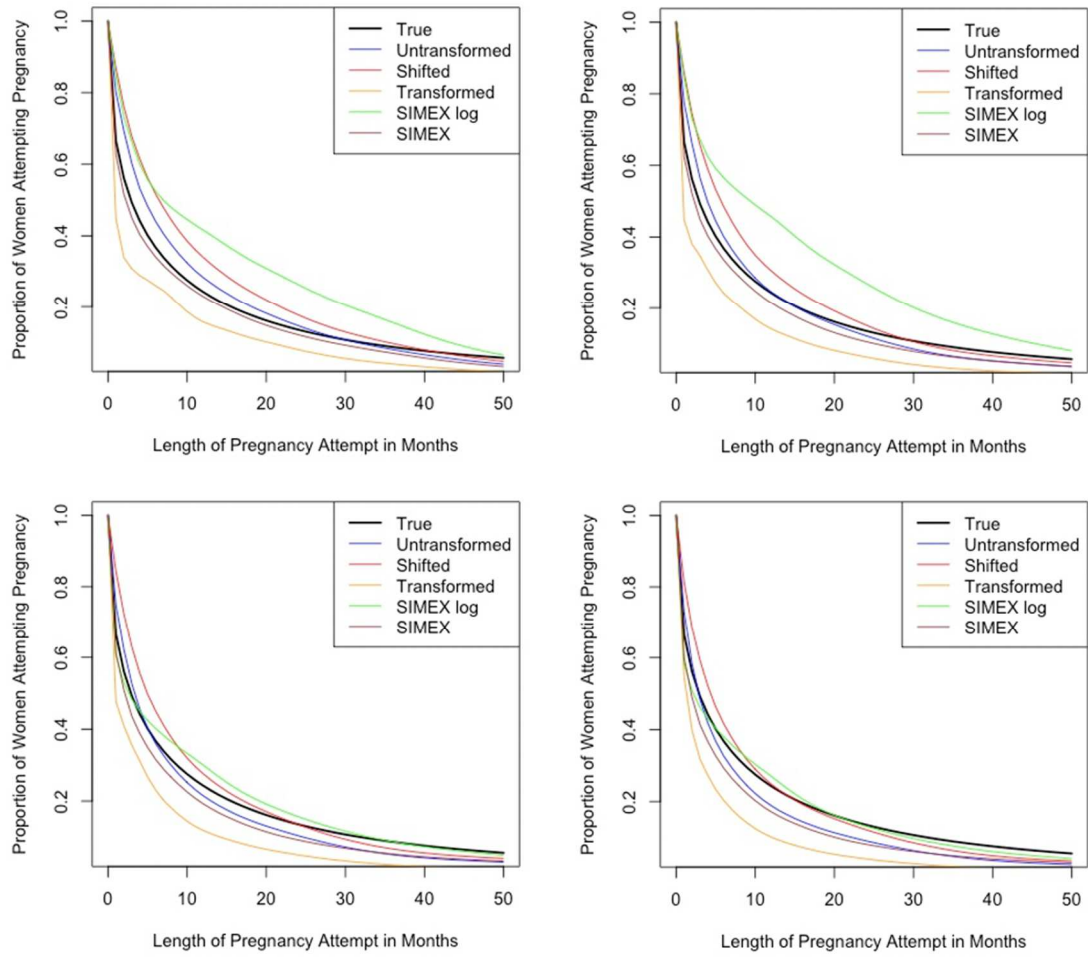 Proportion of Women Attempting Pregnancy
1.0
0.8
0.6
0.4
0.2
True
Untransformed
Shifted
Transformed
SIMEX log
SIMEX
0 10 20 30 40 50
Length of Pregnancy Attempt in Months
Proportion of Women Attempting Pregnancy
1.0
0.8
0.6
0.4
0.2
True
Untransformed
Shifted
Transformed
SIMEX log
SIMEX
0 10 20 30 40 50
Length of Pregnancy Attempt in Months
Proportion of Women Attempting Pregnancy
1.0
0.8
0.6
0.4
0.2
True
Untransformed
Shifted
Transformed
SIMEX log
SIMEX
0 10 20 30 40 50
Length of Pregnancy Attempt in Months
Proportion of Women Attempting Pregnancy
1.0
0.8
0.6
0.4
0.2
True
Untransformed
Shifted
Transformed
SIMEX log
SIMEX
0 10 20 30 40 50
Length of Pregnancy Attempt in Months